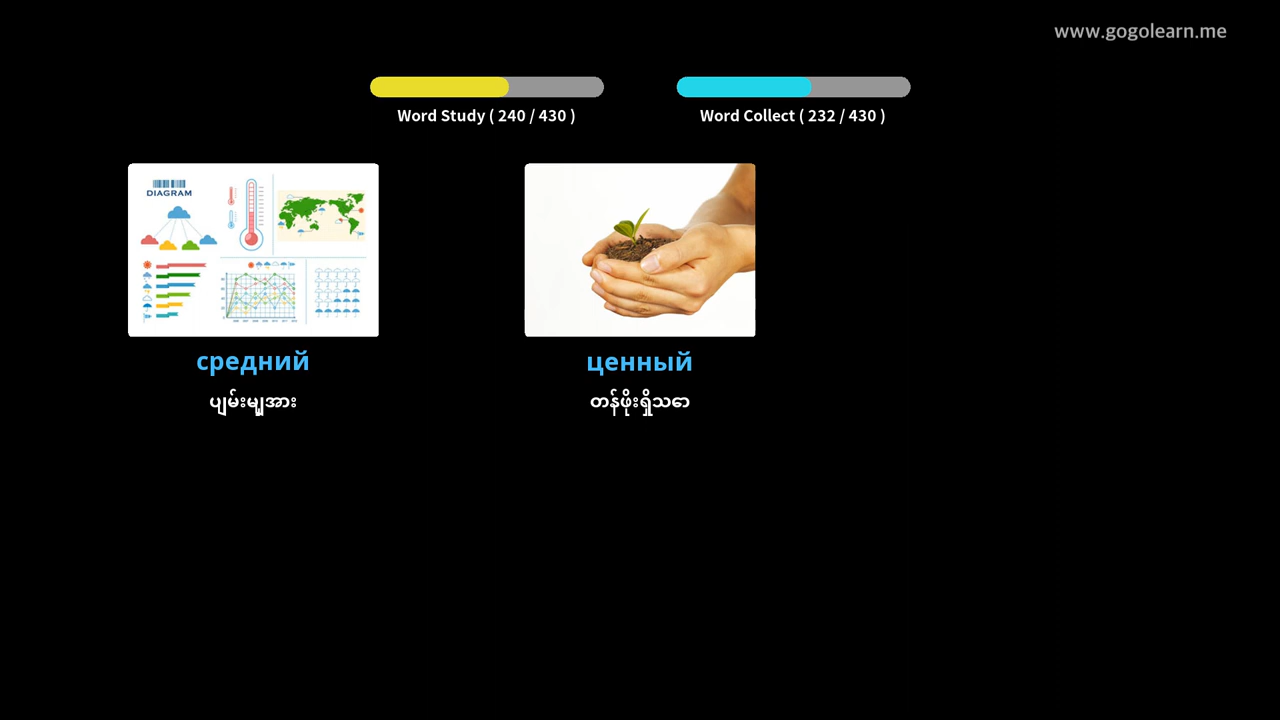 www.gogolearn.me
Word Study ( 240 / 430 )
Word Collect ( 232 / 430 )
DIAGRAM
средний
ценный
ပျမ်းမျှအား
တန်ဖိုးရှိသော